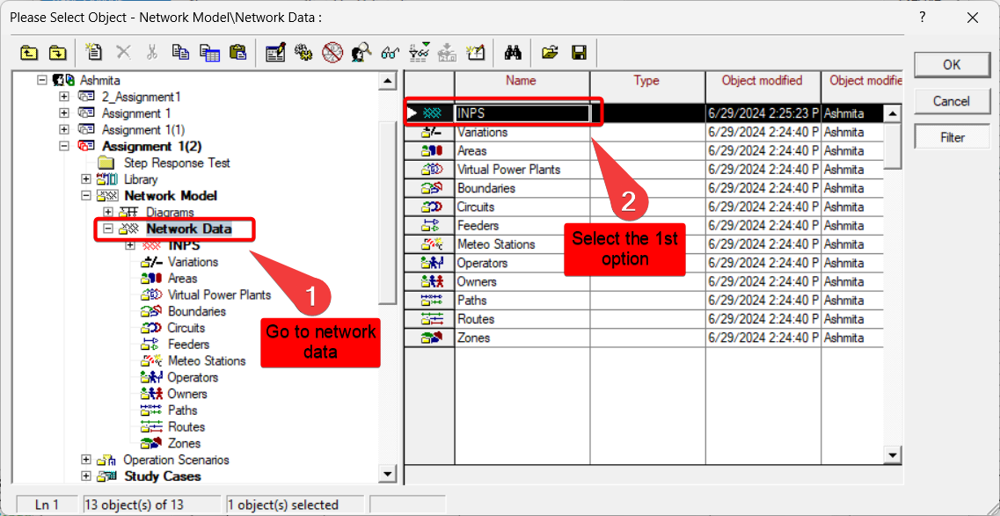 Please Select Object - Network Model\Network Data :
?
Ashmita
2_Assignment1
Assignment 1
Assignment 1(1)
Assignment 1(2)
Step Response Test
Library
Network Model
Diagrams
Network Data
INPS
Variations
Areas
Virtual Power Plants
Boundaries
Circuits
Feeders
Meteo Stations
Operators
Owners
Paths
Routes
Zones
Operation Scenarios
Study Cases
1
Go to network
data
Name Type Object modified Object modifie
INPS 6/29/2024 2:25:23 P Ashmita
Variations 6/29/2024 2:24:40 P Ashmita
Areas 6/29/2024 2:24:40 P Ashmita
Virtual Power Plants 6/29/2024 2:24:40 P Ashmita
Boundaries 6/29/2024 2:24:40 P Ashmita
Circuits 6/29/2024 2:24:40 P Ashmita
Feeders 6/29/2024 2:24:40 P Ashmita
Meteo Stations 6/29/2024 2:24:40 P Ashmita
Operators 6/29/2024 2:24:40 P Ashmita
Owners 6/29/2024 2:24:40 P Ashmita
Paths 6/29/2024 2:24:40 P Ashmita
Routes 6/29/2024 2:24:40 P Ashmita
Zones 6/29/2024 2:24:40 P Ashmita
2
Select the 1st
option
OK
Cancel
Filter
Ln 1 13 object(s) of 13 1 object(s) selected